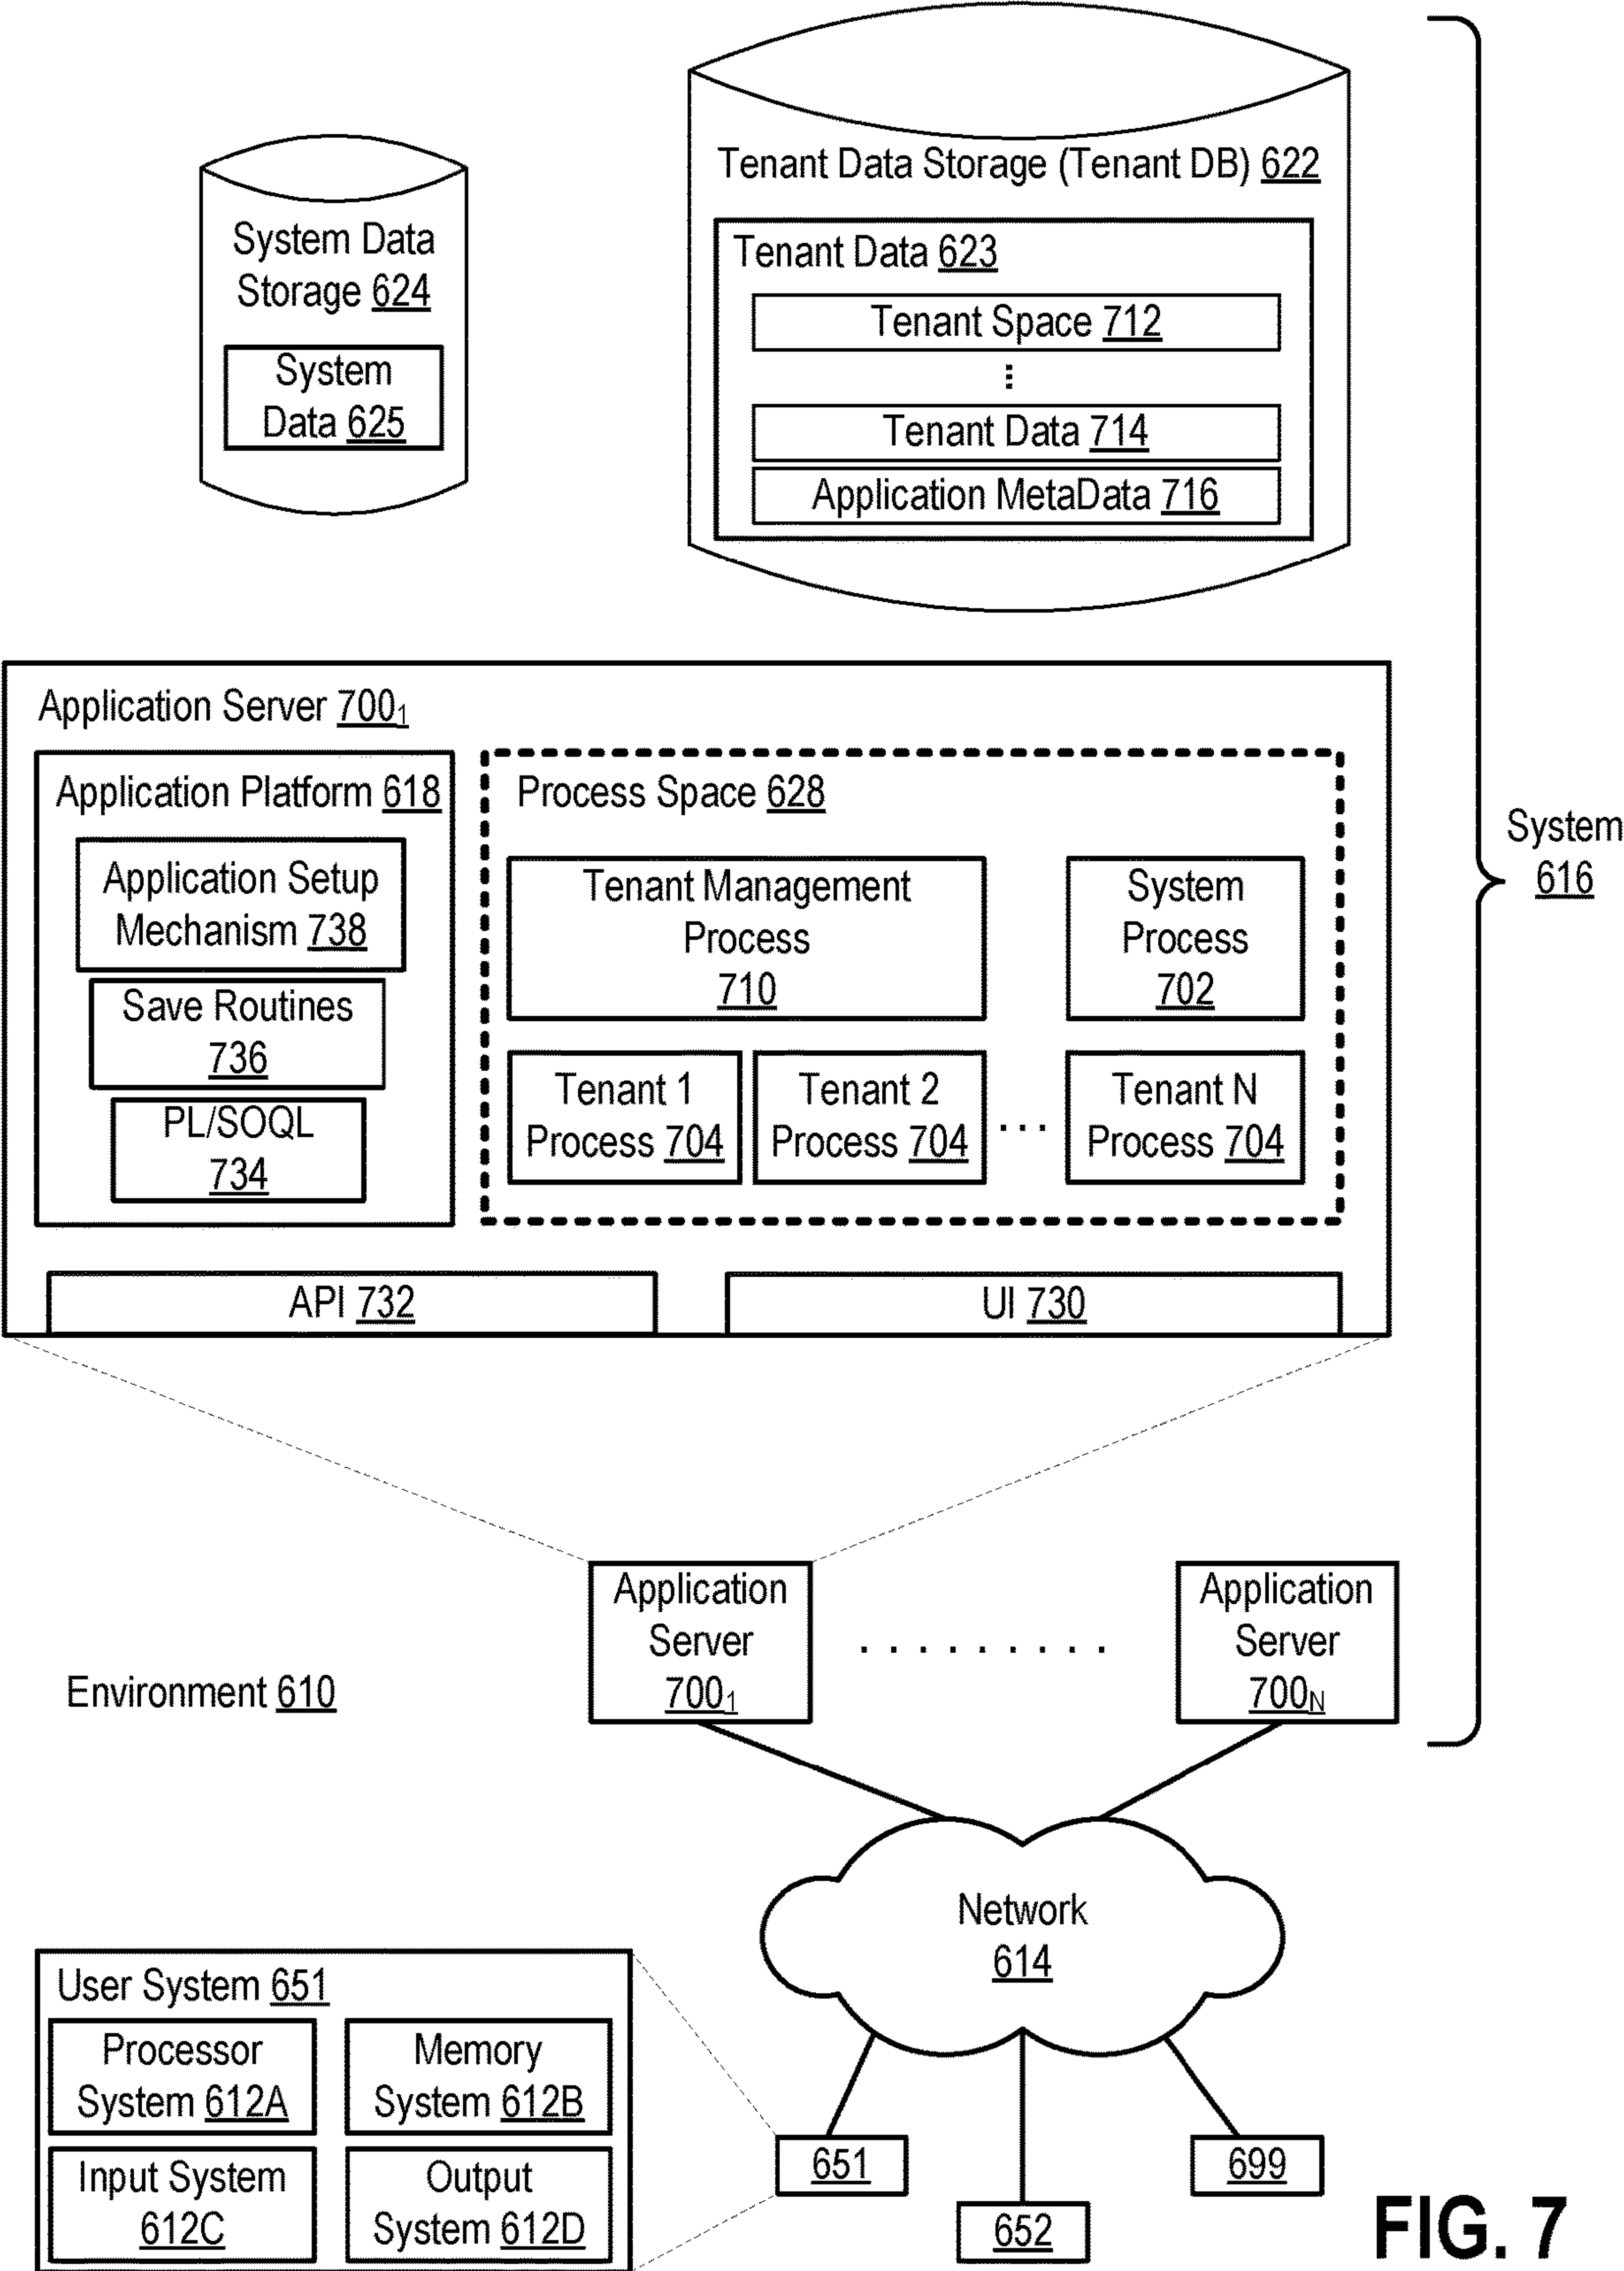 Tenant Data Storage (Tenant DB) 622
System Data
Storage 624
System
Data 625
Tenant Data 623
Tenant Space 712
Tenant Data 714
Application MetaData 716
System
616
Application Server 700₁
Application Platform 618
Application Setup
Mechanism 738
Save Routines
736
PL/SOQL
734
Process Space 628
Tenant Management
Process
710
System
Process
702
Tenant 1
Process 704
Tenant 2
Process 704
...
Tenant N
Process 704
API 732
UI 730
Environment 610
Application
Server
700₁
. . . . . . . . .
Application
Server
700N
Network
614
User System 651
Processor
System 612A
Memory
System 612B
Input System
612C
Output
System 612D
651
652
699
FIG. 7